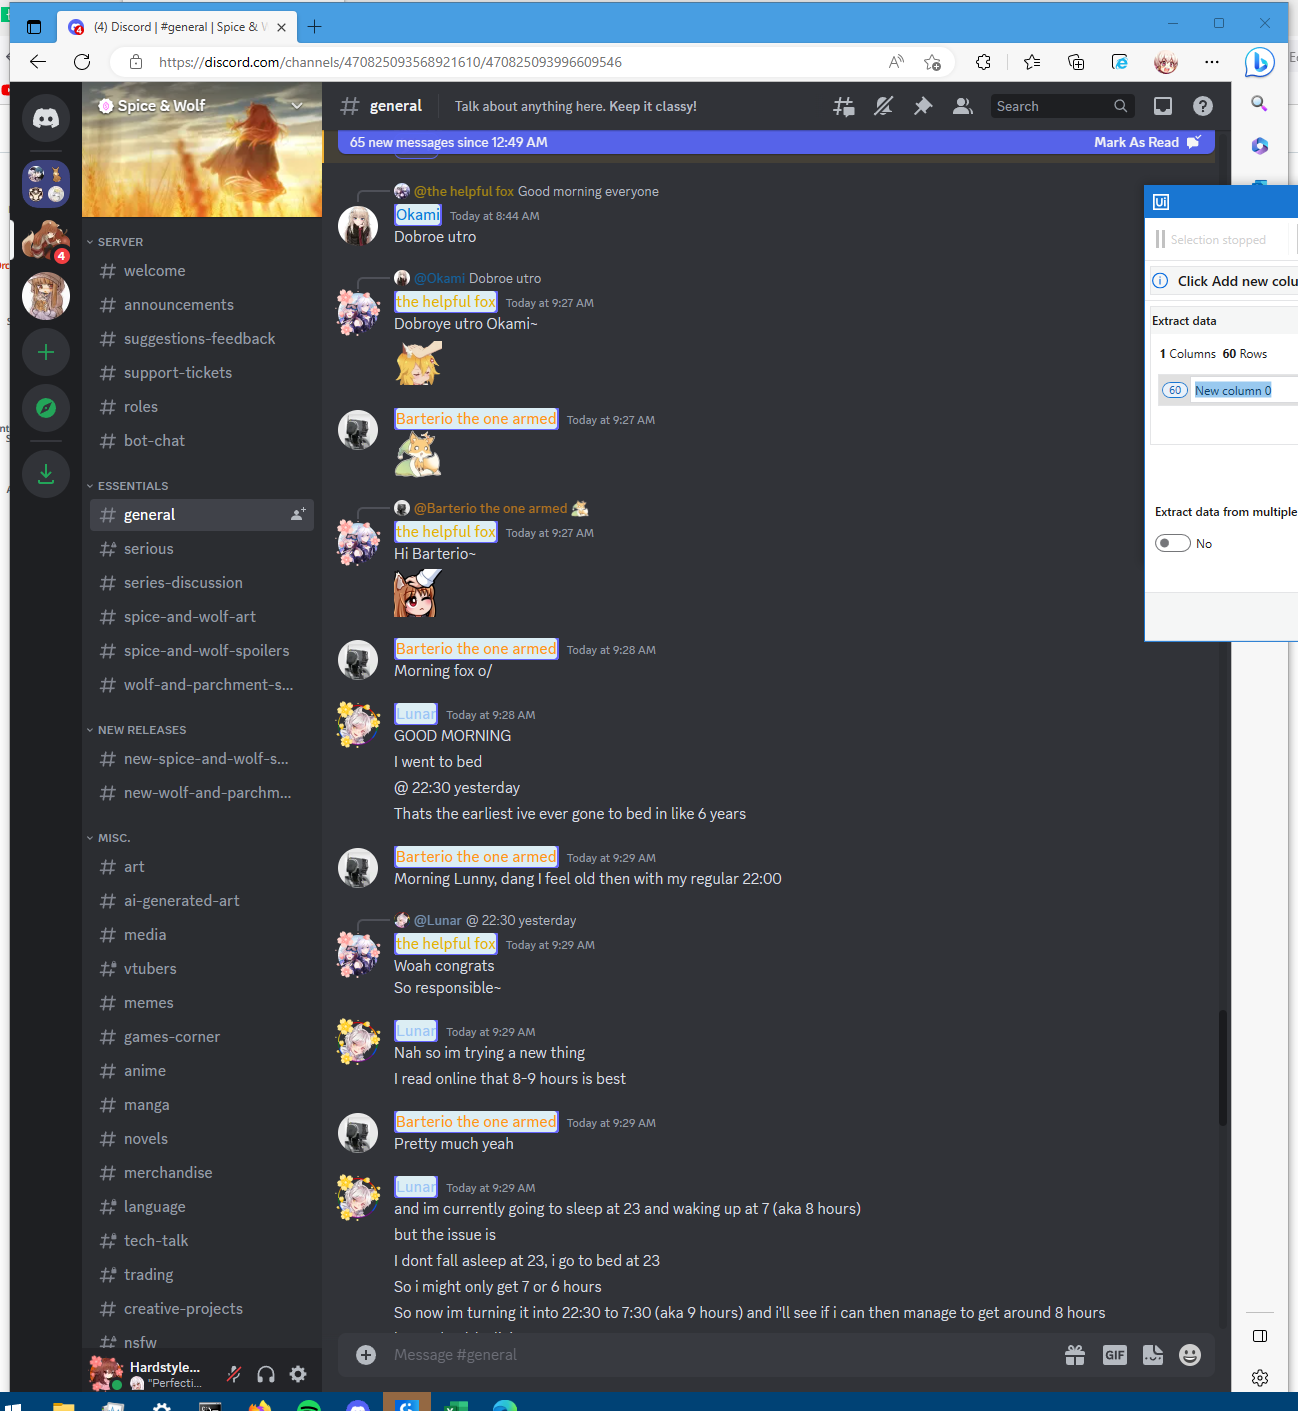 (4) Discord | #general | Spice & W
https://discord.com/channels/470825093568921610/470825093996609546
Spice & Wolf
4
SERVER
welcome
announcements
suggestions-feedback
support-tickets
roles
bot-chat
ESSENTIALS
general
serious
series-discussion
spice-and-wolf-art
spice-and-wolf-spoilers
wolf-and-parchment-s...
NEW RELEASES
new-spice-and-wolf-s...
new-wolf-and-parchm...
MISC.
art
ai-generated-art
media
vtubers
memes
games-corner
anime
manga
novels
merchandise
language
tech-talk
trading
creative-projects
nsfw
Hardstyle...
"Perfecti...
general
Talk about anything here. Keep it classy!
Search
65 new messages since 12:49 AM
Mark As Read
@the helpful fox Good morning everyone
Okami Today at 8:44 AM
Dobroe utro
@Okami Dobroe utro
the helpful fox Today at 9:27 AM
Dobroye utro Okami~
Barterio the one armed Today at 9:27 AM
@Barterio the one armed
the helpful fox Today at 9:27 AM
Hi Barterio~
Barterio the one armed Today at 9:28 AM
Morning fox o/
Lunar Today at 9:28 AM
GOOD MORNING
I went to bed
@ 22:30 yesterday
Thats the earliest ive ever gone to bed in like 6 years
Barterio the one armed Today at 9:29 AM
Morning Lunny, dang I feel old then with my regular 22:00
@Lunar @ 22:30 yesterday
the helpful fox Today at 9:29 AM
Woah congrats
So responsible~
Lunar Today at 9:29 AM
Nah so im trying a new thing
I read online that 8-9 hours is best
Barterio the one armed Today at 9:29 AM
Pretty much yeah
Lunar Today at 9:29 AM
and im currently going to sleep at 23 and waking up at 7 (aka 8 hours)
but the issue is
I dont fall asleep at 23, i go to bed at 23
So i might only get 7 or 6 hours
So now im turning it into 22:30 to 7:30 (aka 9 hours) and i'll see if i can then manage to get around 8 hours
Message #general
GIF
Ui
Selection stopped
Click Add new colu
Extract data
1 Columns 60 Rows
60 New column 0
Extract data from multiple
No